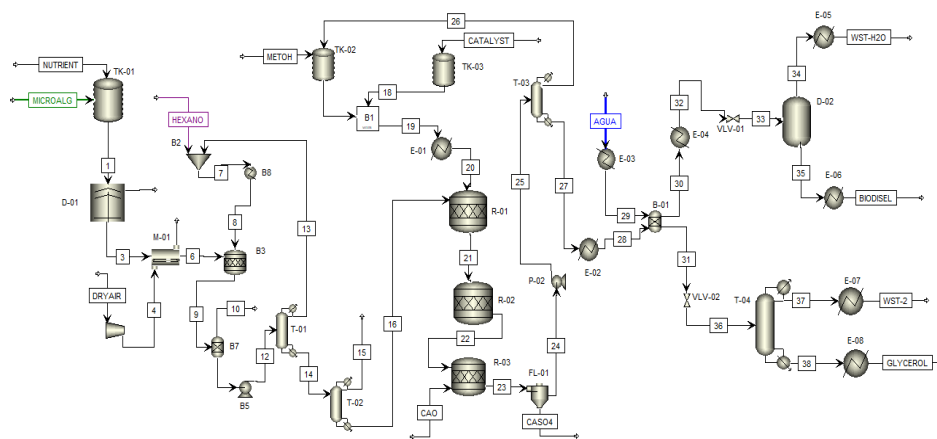 26
E-05
WST-H2O
METOH
TK-02
CATALYST
NUTRIENT
TK-01
TK-03
T-03
34
32
MICROALG
18
HEXANO
B1
AGUA
VLV-01
33
D-02
B2
19
E-04
7
B8
E-01
E-03
20
25
27
30
35
E-06
1
BIODISEL
D-01
8
13
R-01
29
B-01
M-01
28
3
6
B3
21
P-02
E-02
31
DRYAIR
4
R-02
VLV-02
T-04
37
E-07
WST-2
9
10
T-01
16
24
36
B7
12
15
22
R-03
14
23
FL-01
E-08
38
GLYCEROL
B5
T-02
CAO
CASO4